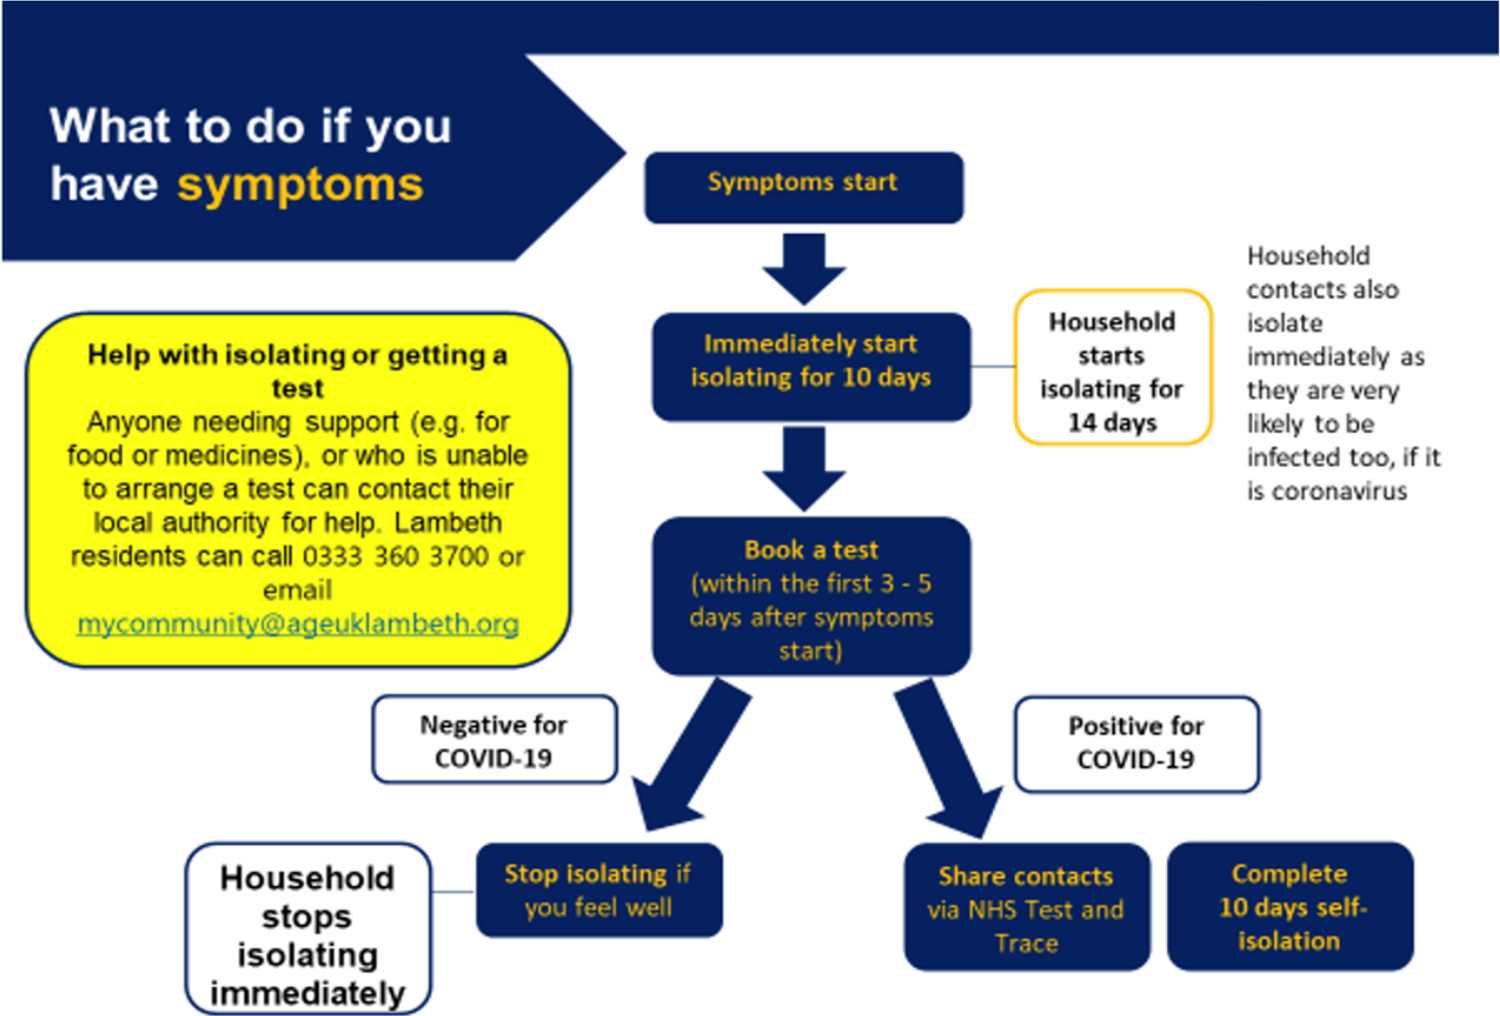 What to do if you
have symptoms
Symptoms start
Immediately start
isolating for 10 days
Household
starts
isolating for
14 days
Household
contacts also
isolate
immediately as
they are very
likely to be
infected too, if it
is coronavirus
Help with isolating or getting a
test
Anyone needing support (e.g. for
food or medicines), or who is unable
to arrange a test can contact their
local authority for help. Lambeth
residents can call 0333 360 3700 or
email
mycommunity@ageuklambeth.org
Book a test
(within the first 3 - 5
days after symptoms
start)
Negative for
COVID-19
Positive for
COVID-19
Household
stops
isolating
immediately
Stop isolating if
you feel well
Share contacts
via NHS Test and
Trace
Complete
10 days self-
isolation